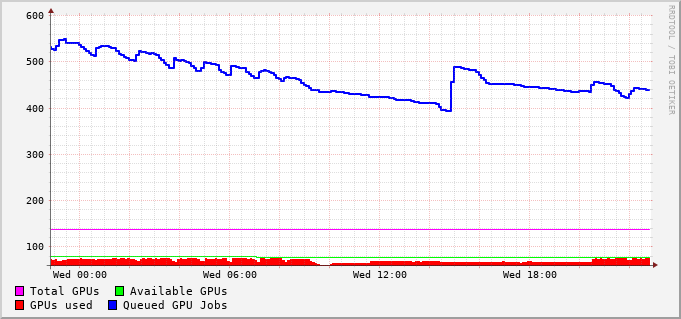 600
500
400
300
200
100
Wed 00:00 Wed 06:00 Wed 12:00 Wed 18:00
Total GPUs Available GPUs
GPUs used Queued GPU Jobs
RRDTOOL / TOBI OETIKER